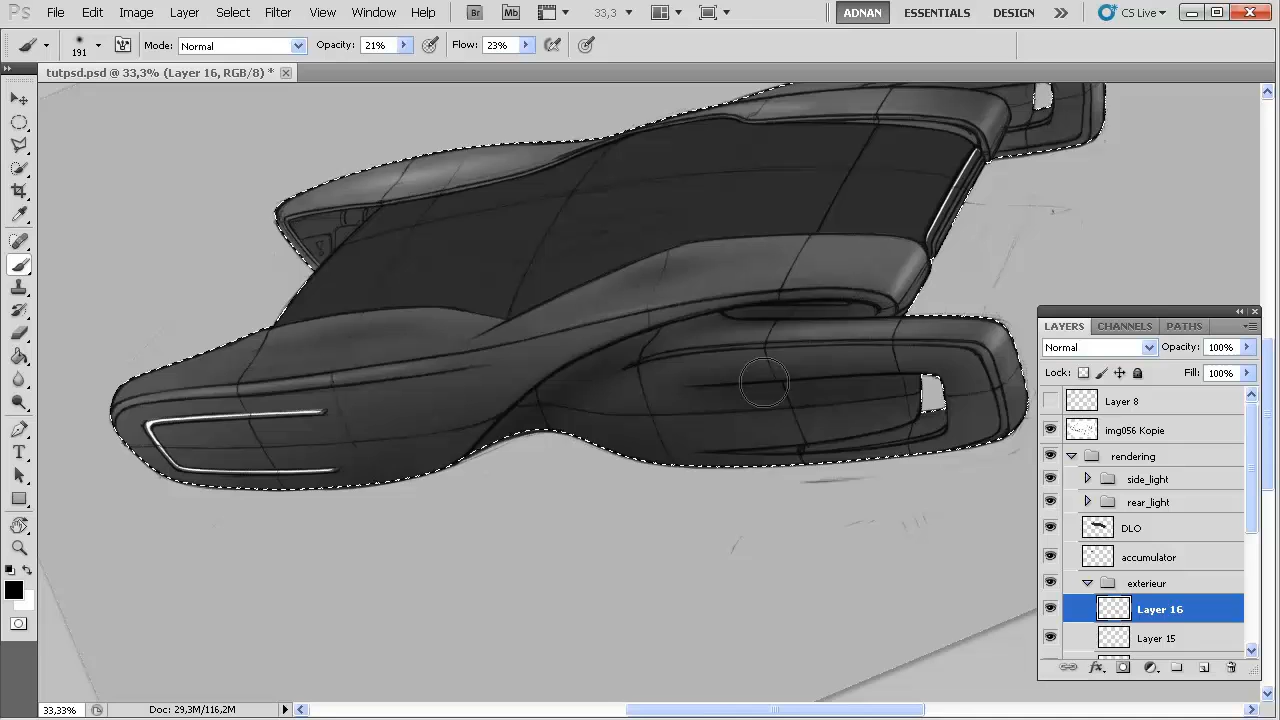 Ps File Edit Image Layer Select Filter View Window Help Br Mb 33,3 ADNAN ESSENTIALS DESIGN CS Live
191 Mode: Normal Opacity: 21% Flow: 23%
tutpsd.psd @ 33,3% (Layer 16, RGB/8) *
LAYERS CHANNELS PATHS
Normal Opacity: 100%
Lock: Fill: 100%
Layer 8
img056 Kopie
rendering
side_light
rear_light
DLO
accumulator
exterieur
Layer 16
Layer 15
fx
33,33% Doc: 29,3M/116,2M